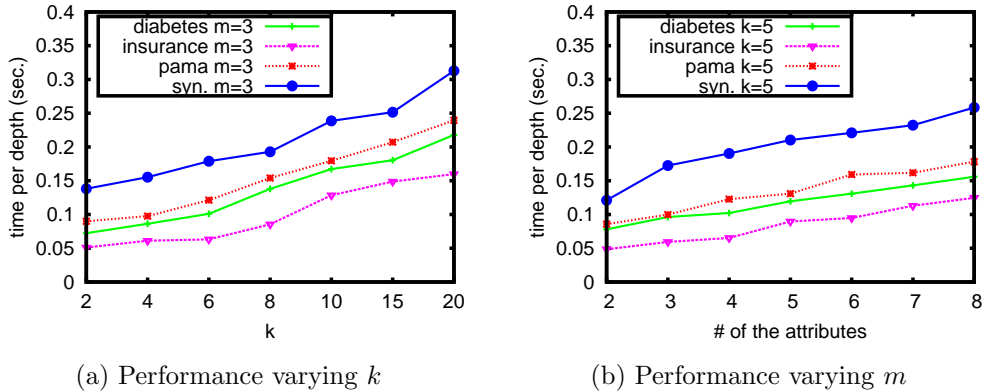 diabetes m=3
insurance m=3
pama m=3
syn. m=3
time per depth (sec.)
0.4
0.35
0.3
0.25
0.2
0.15
0.1
0.05
0
2 4 6 8 10 15 20
k
(a) Performance varying k
diabetes k=5
insurance k=5
pama k=5
syn. k=5
time per depth (sec.)
0.4
0.35
0.3
0.25
0.2
0.15
0.1
0.05
0
2 3 4 5 6 7 8
# of the attributes
(b) Performance varying m